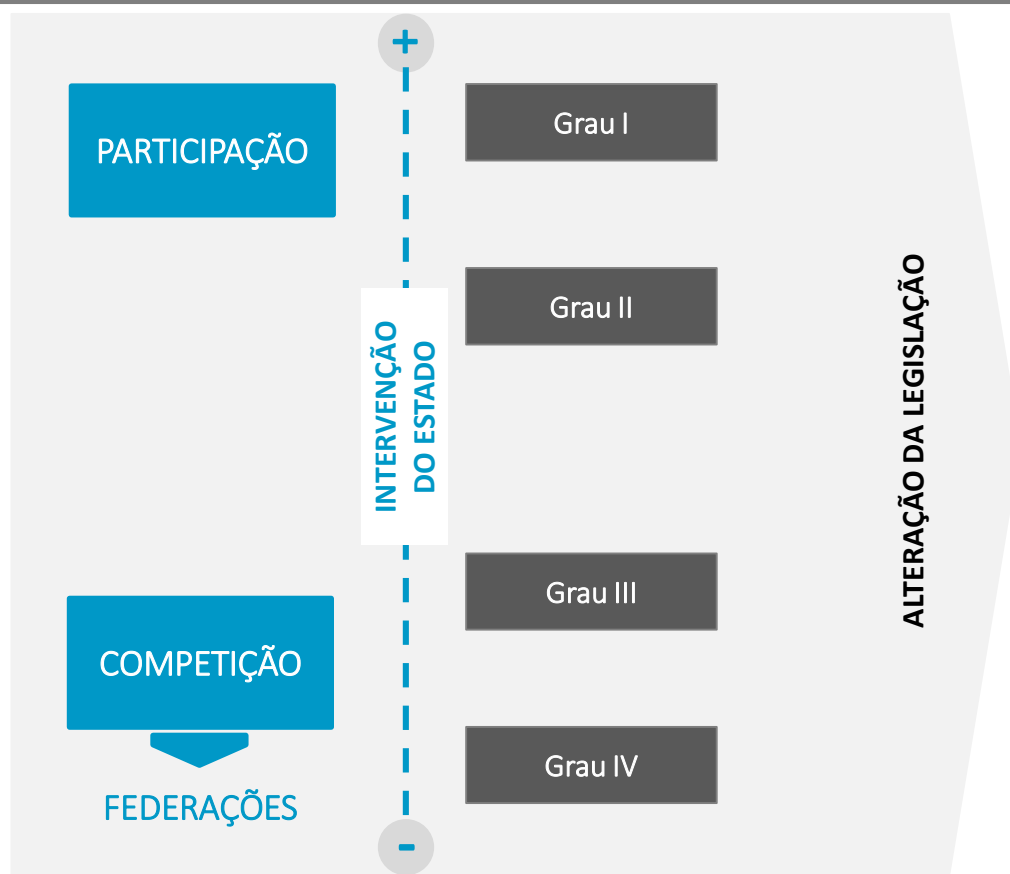 +
PARTICIPAÇÃO
Grau I
Grau II
INTERVENÇÃO
DO ESTADO
ALTERAÇÃO DA LEGISLAÇÃO
Grau III
COMPETIÇÃO
Grau IV
FEDERAÇÕES
-